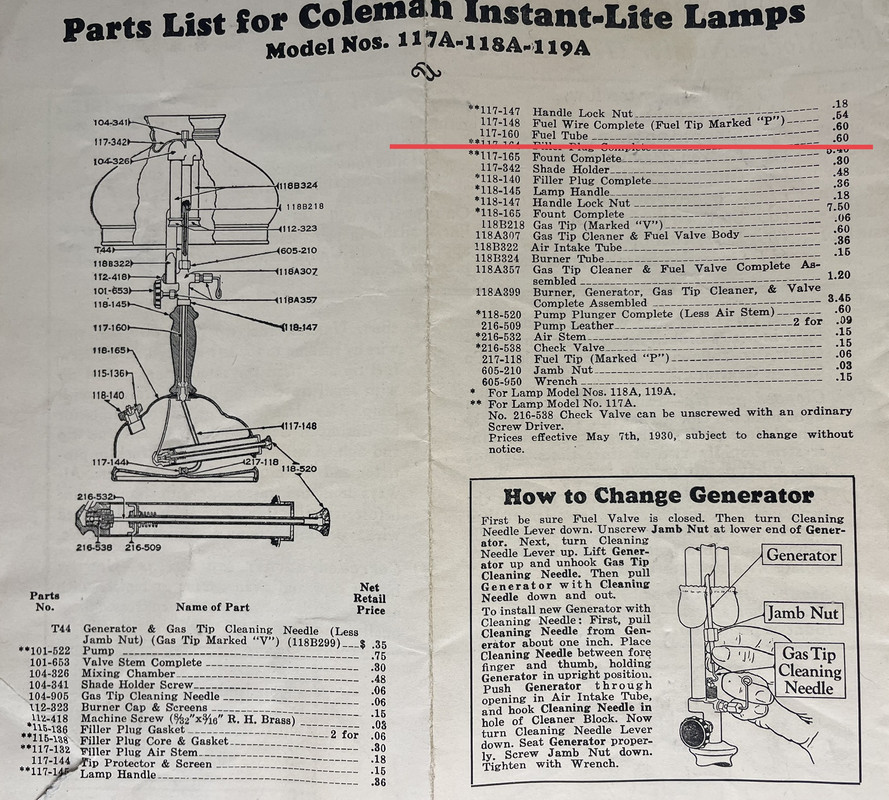 Parts List for Coleman Instant-Lite Lamps
Model Nos. 117A-118A-119A
104-341
117-342
104-326
118B324
118B218
112-323
T44
605-210
118B322
118A307
112-418
101-653
118A357
118-145
118-147
117-160
118-165
115-136
118-140
117-148
117-144
217-118
118-520
216-532
216-538 216-509
Parts No. Name of Part Net Retail Price
T44 Generator & Gas Tip Cleaning Needle (Less
Jamb Nut) (Gas Tip Marked "V") (118B299) $ .35
**101-522 Pump .75
101-653 Valve Stem Complete .30
104-326 Mixing Chamber .48
104-341 Shade Holder Screw .06
104-905 Gas Tip Cleaning Needle .06
112-323 Burner Cap & Screens .15
112-418 Machine Screw (5/32"x5/16" R. H. Brass) .03
*115-136 Filler Plug Gasket 2 for .06
**115-138 Filler Plug Core & Gasket .30
**117-132 Filler Plug Air Stem .18
117-144 Tip Protector & Screen .15
**117-145 Lamp Handle .36
**117-147 Handle Lock Nut .18
117-148 Fuel Wire Complete (Fuel Tip Marked "P") .54
117-160 Fuel Tube .60
Filler Plug Complete .60
**117-165 Fount Complete 5.40
117-342 Shade Holder .30
*118-140 Filler Plug Complete .48
*118-145 Lamp Handle .36
*118-147 Handle Lock Nut .18
*118-165 Fount Complete 7.50
118B218 Gas Tip (Marked "V") .06
118A307 Gas Tip Cleaner & Fuel Valve Body .60
118B322 Air Intake Tube .36
118B324 Burner Tube .15
118A357 Gas Tip Cleaner & Fuel Valve Complete As-
sembled 1.20
118A399 Burner, Generator, Gas Tip Cleaner, & Valve
Complete Assembled 3.45
*118-520 Pump Plunger Complete (Less Air Stem) .60
216-509 Pump Leather 2 for .09
*216-532 Air Stem .15
*216-538 Check Valve .15
217-118 Fuel Tip (Marked "P") .06
605-210 Jamb Nut .03
605-950 Wrench .15
* For Lamp Model Nos. 118A, 119A.
** For Lamp Model No. 117A.
No. 216-538 Check Valve can be unscrewed with an ordinary
Screw Driver.
Prices effective May 7th, 1930, subject to change without
notice.
How to Change Generator
First be sure Fuel Valve is closed. Then turn Cleaning
Needle Lever down. Unscrew Jamb Nut at lower end of Gener-
ator. Next, turn Cleaning
Needle Lever up. Lift Gener-
ator up and unhook Gas Tip
Cleaning Needle. Then pull
Generator with Cleaning
Needle down and out.
To install new Generator with
Cleaning Needle: First, pull
Cleaning Needle from Gen-
erator about one inch. Place
Cleaning Needle between fore
finger and thumb, holding
Generator in upright position.
Push Generator through
opening in Air Intake Tube,
and hook Cleaning Needle in
hole of Cleaner Block. Now
turn Cleaning Needle Lever
down. Seat Generator proper-
ly. Screw Jamb Nut down.
Tighten with Wrench.
Generator
Jamb Nut
Gas Tip
Cleaning
Needle